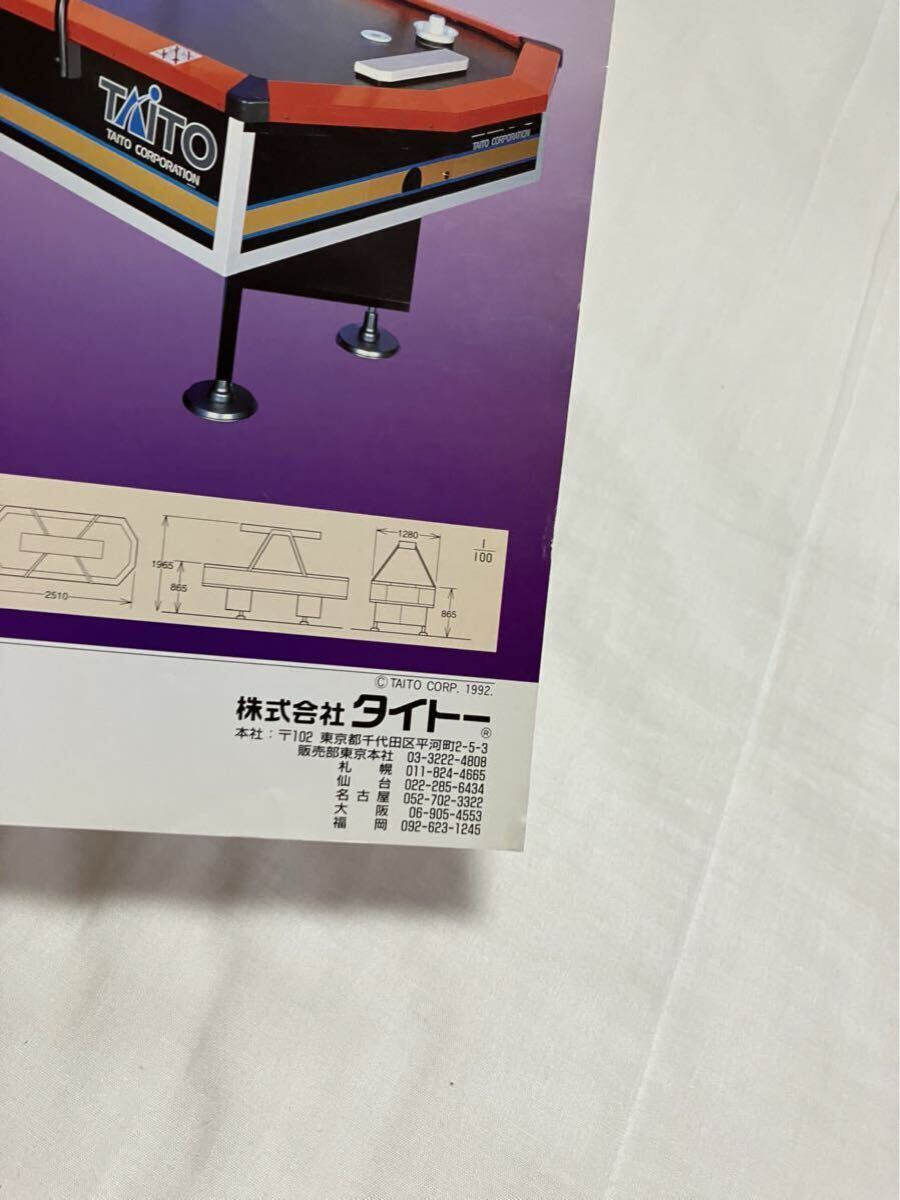 TAITO
TAITO CORPORATION
TAITO CORPORATION
2510
1965
865
1280
865
1/100
© TAITO CORP. 1992.
株式会社 タイトー®
本社：〒102 東京都千代田区平河町2-5-3
販売部東京本社 03-3222-4808
札幌 011-824-4665
仙台 022-285-6434
名古屋 052-702-3322
大阪 06-905-4553
福岡 092-623-1245